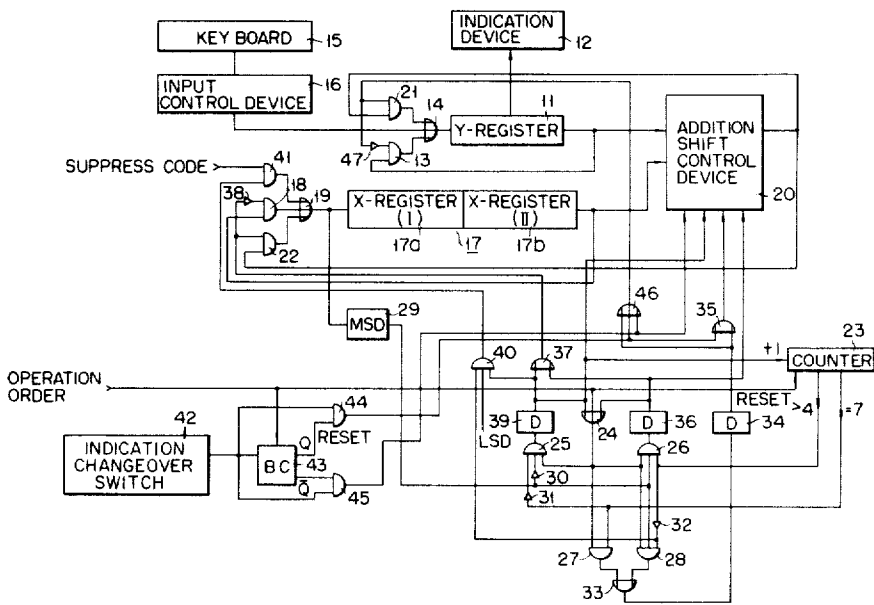 INDICATION
DEVICE
12
KEY BOARD
15
16
INPUT
CONTROL DEVICE
21
14
11
Y-REGISTER
47
13
ADDITION
SHIFT
CONTROL
DEVICE
20
SUPPRESS CODE
41
38
18
19
22
X-REGISTER
(I)
X-REGISTER
(II)
17a
17
17b
29
MSD
46
35
23
+1
COUNTER
40
37
OPERATION
ORDER
RESET
>4
=7
42
44
Q
RESET
INDICATION
CHANGEOVER
SWITCH
BC
43
Q̄
45
LSD
39
D
24
D
36
D
34
25
26
30
31
32
27
28
33